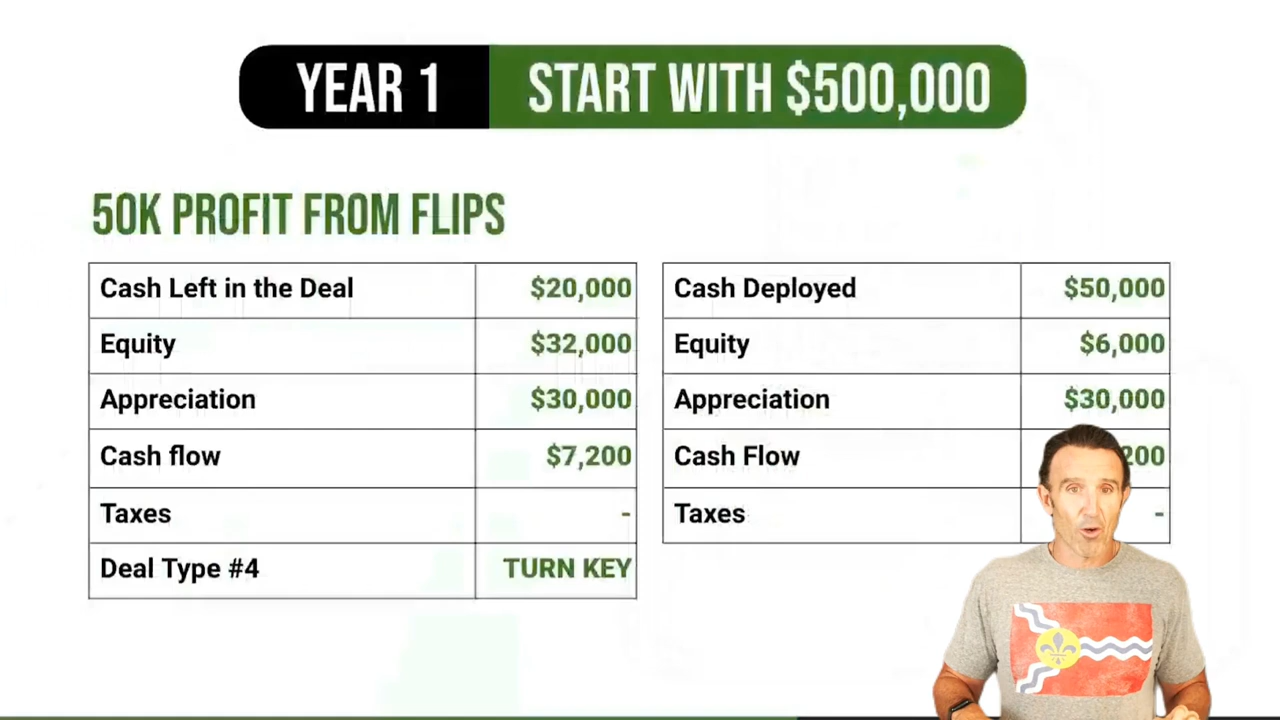 YEAR 1 START WITH $500,000
50K PROFIT FROM FLIPS
Cash Left in the Deal $20,000
Equity $32,000
Appreciation $30,000
Cash flow $7,200
Taxes -
Deal Type #4 TURN KEY
Cash Deployed $50,000
Equity $6,000
Appreciation $30,000
Cash Flow 200
Taxes -